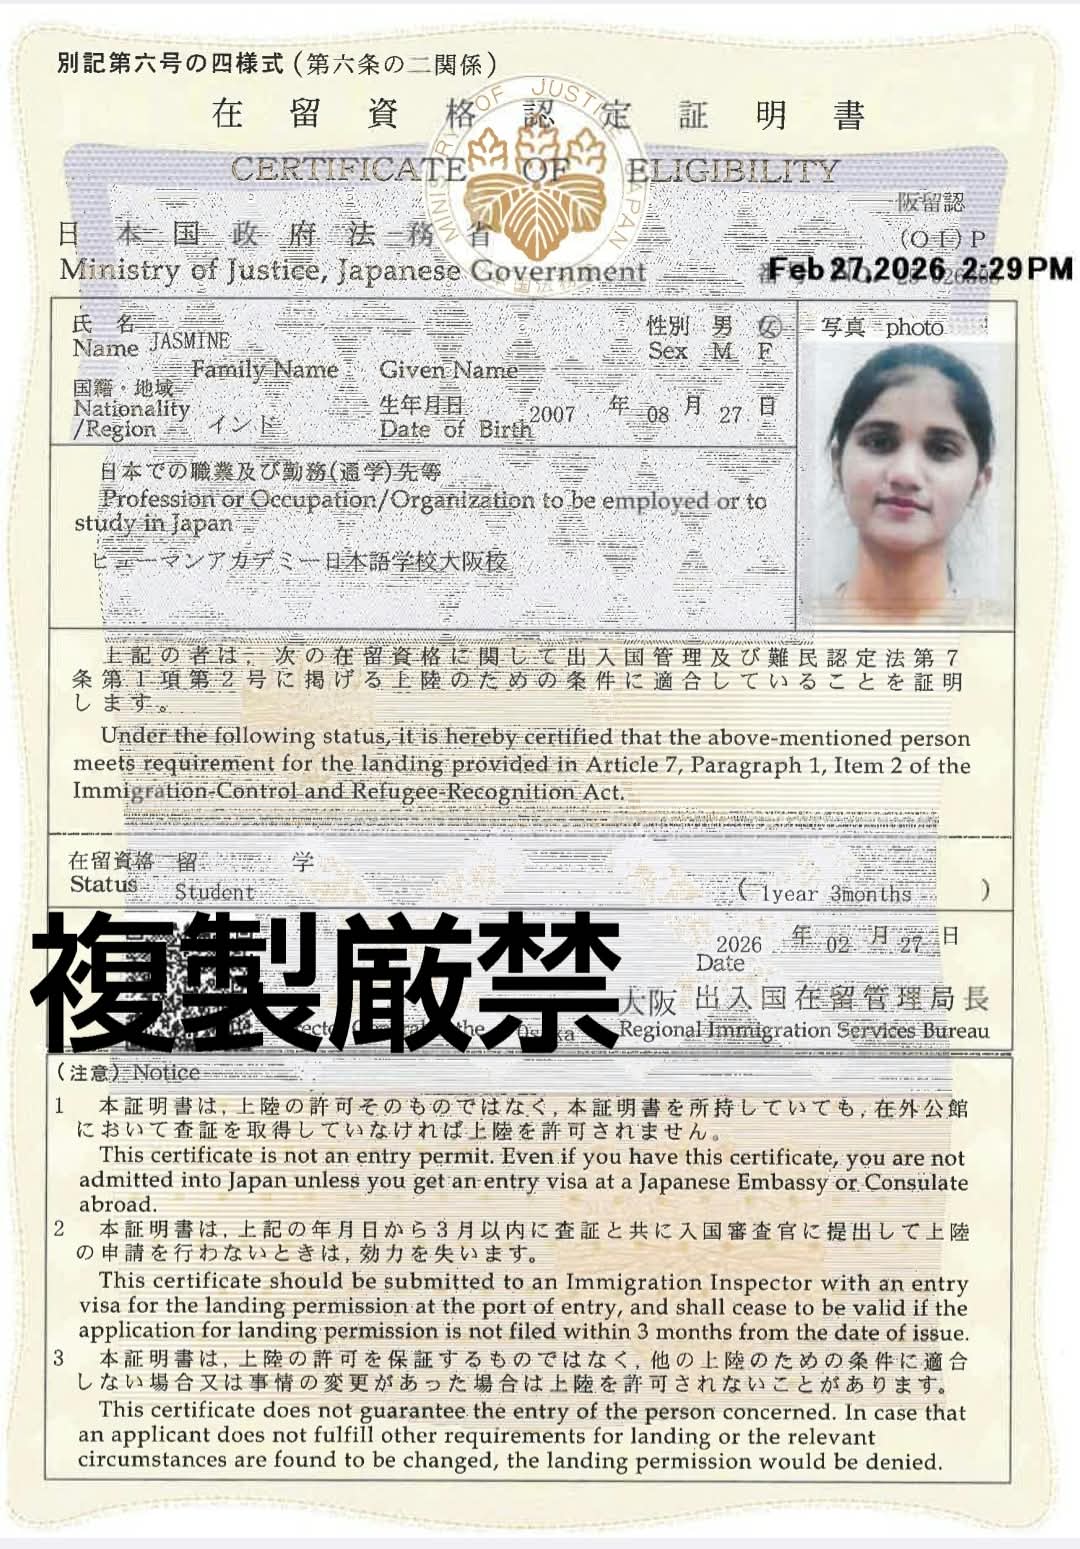 別記第六号の四様式(第六条の二関係)
在留資格認定証明書
CERTIFICATE OF ELIGIBILITY
MINISTRY OF JUSTICE JAPAN
阪留認
日本国政府法務省
(OI)P
Ministry of Justice, Japanese Government
Feb 27,2026 2:29PM
氏名 JASMINE
Name
Family Name Given Name
性別 男 女
Sex M F
写真 photo
国籍・地域 インド
Nationality
/Region
生年月日 2007 年 08 月 27 日
Date of Birth
日本での職業及び勤務(通学)先等
Profession or Occupation/Organization to be employed or to
study in Japan
ヒューマンアカデミー日本語学校大阪校
上記の者は,次の在留資格に関して出入国管理及び難民認定法第7
条第1項第2号に掲げる上陸のための条件に適合していることを証明
します。
Under the following status, it is hereby certified that the above-mentioned person
meets requirement for the landing provided in Article 7, Paragraph 1, Item 2 of the
Immigration-Control and Refugee-Recognition Act.
在留資格 留学
Status Student ( 1year 3months )
複製厳禁
2026 年 02 月 27 日
Date
大阪 出入国在留管理局長
the Osaka Regional Immigration Services Bureau
(注意) Notice
1 本証明書は,上陸の許可そのものではなく,本証明書を所持していても,在外公館
において査証を取得していなければ上陸を許可されません。
This certificate is not an entry permit. Even if you have this certificate, you are not
admitted into Japan unless you get an entry visa at a Japanese Embassy or Consulate
abroad.
2 本証明書は,上記の年月日から3月以内に査証と共に入国審査官に提出して上陸
の申請を行わないときは,効力を失います。
This certificate should be submitted to an Immigration Inspector with an entry
visa for the landing permission at the port of entry, and shall cease to be valid if the
application for landing permission is not filed within 3 months from the date of issue.
3 本証明書は,上陸の許可を保証するものではなく,他の上陸のための条件に適合
しない場合又は事情の変更があった場合は上陸を許可されないことがあります。
This certificate does not guarantee the entry of the person concerned. In case that
an applicant does not fulfill other requirements for landing or the relevant
circumstances are found to be changed, the landing permission would be denied.